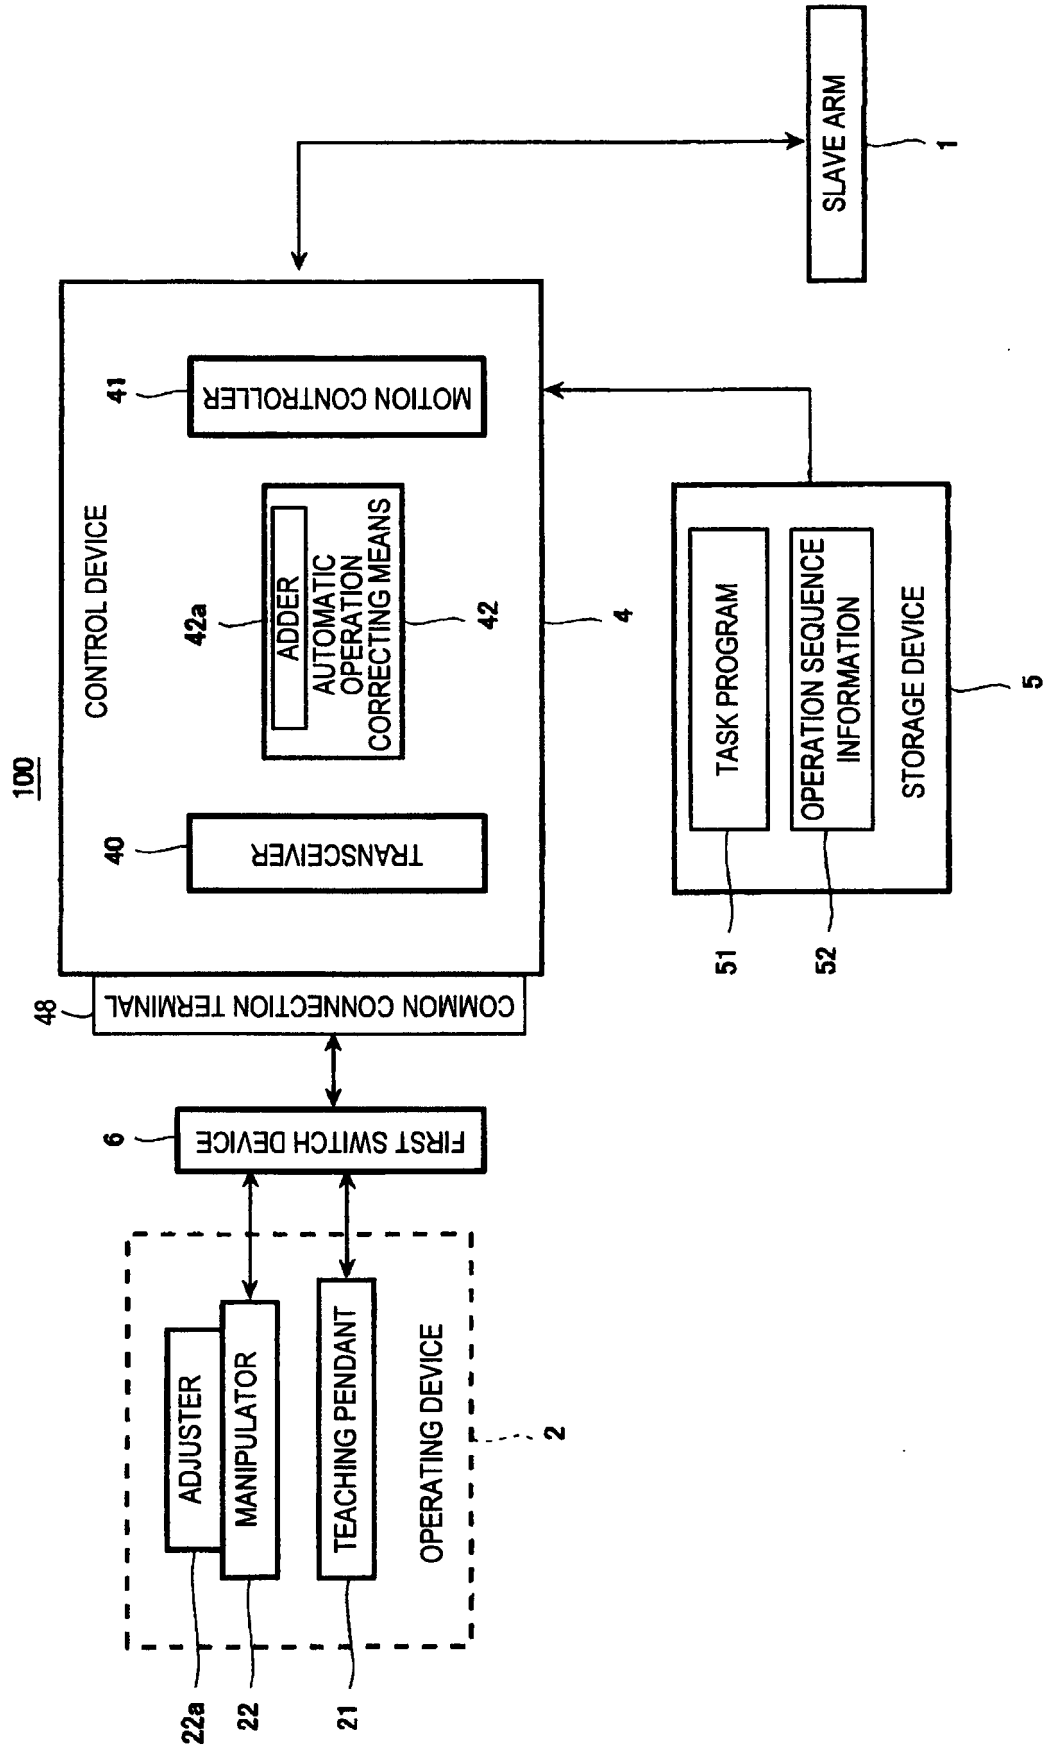 100
CONTROL DEVICE
22a
ADJUSTER
22
MANIPULATOR
21
TEACHING PENDANT
OPERATING DEVICE
2
6
FIRST SWITCH DEVICE
48
COMMON CONNECTION TERMINAL
40
TRANSCEIVER
42a
ADDER
AUTOMATIC
OPERATION
CORRECTING MEANS
42
41
MOTION CONTROLLER
4
51
TASK PROGRAM
52
OPERATION SEQUENCE
INFORMATION
STORAGE DEVICE
5
SLAVE ARM
1